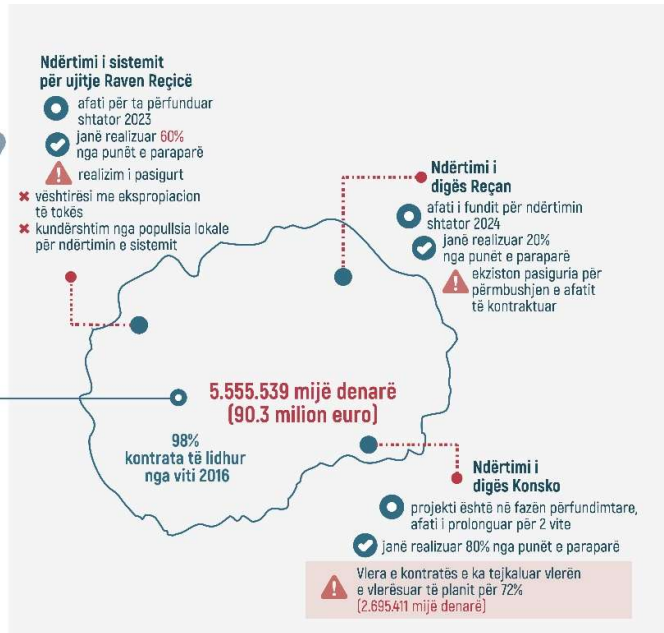 Ndërtimi i sistemit
për ujitje Raven Reçicë
afati për ta përfunduar
shtator 2023
janë realizuar 60%
nga punët e paraparë
realizim i pasigurt
vështirësi me ekspropiacion
të tokës
kundërshtim nga popullsia lokale
për ndërtimin e sistemit
Ndërtimi i
digës Reçan
afati i fundit për ndërtimin
shtator 2024
janë realizuar 20%
nga punët e paraparë
ekziston pasiguria për
përmbushjen e afatit
të kontraktuar
5.555.539 mijë denarë
(90.3 milion euro)
98%
kontrata të lidhur
nga viti 2016
Ndërtimi i
digës Konsko
projekti është në fazën përfundimtare,
afati i prolonguar për 2 vite
janë realizuar 80% nga punët e paraparë
Vlera e kontratës e ka tejkaluar vlerën
e vlerësuar të planit për 72%
(2.695.411 mijë denarë)